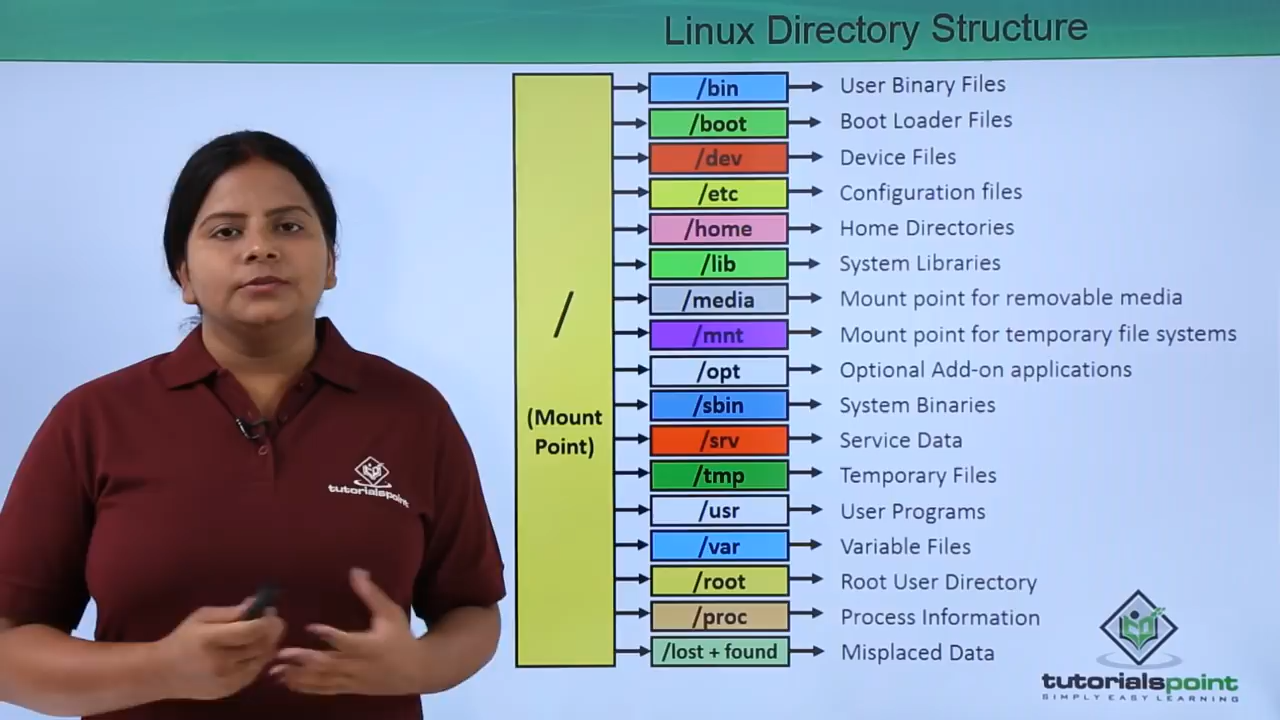 Linux Directory Structure
/
(Mount
Point)
/bin User Binary Files
/boot Boot Loader Files
/dev Device Files
/etc Configuration files
/home Home Directories
/lib System Libraries
/media Mount point for removable media
/mnt Mount point for temporary file systems
/opt Optional Add-on applications
/sbin System Binaries
/srv Service Data
/tmp Temporary Files
/usr User Programs
/var Variable Files
/root Root User Directory
/proc Process Information
/lost + found Misplaced Data
tutorialspoint
tutorialspoint
SIMPLY EASY LEARNING